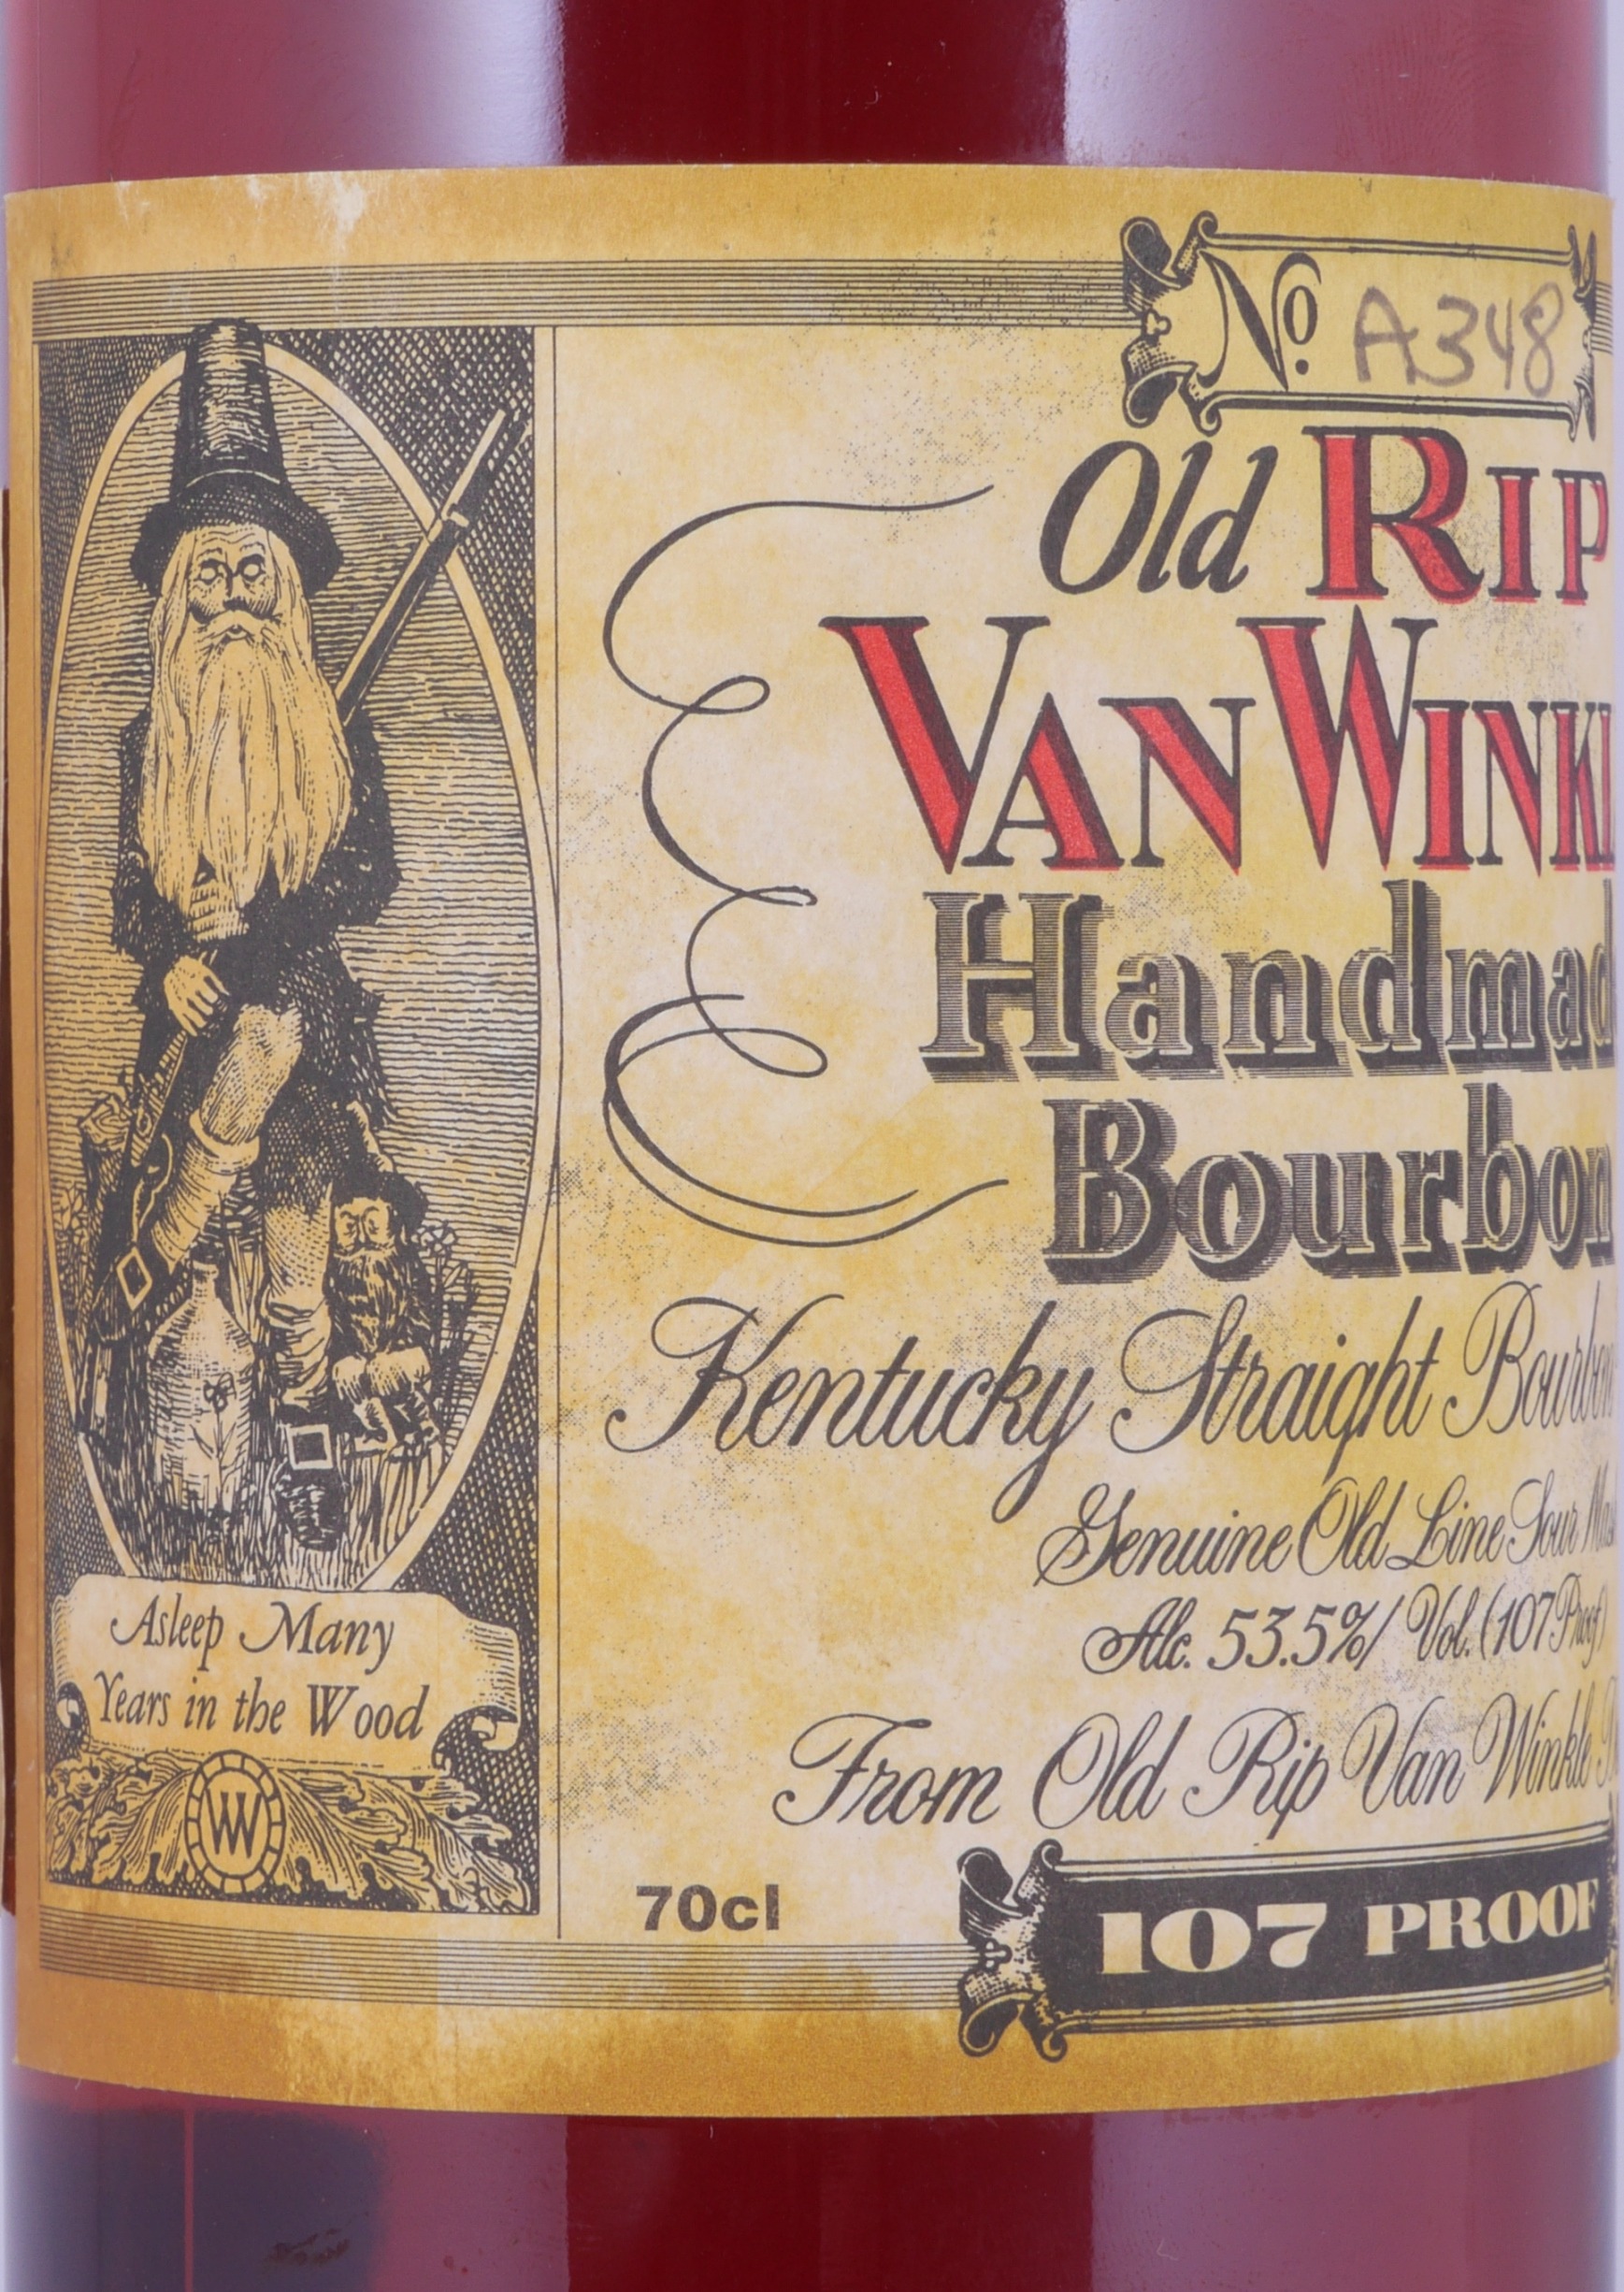 No. A348
Old RIP
VAN WINKL
Handmad
Bourbon
Kentucky Straight Bourbon
Genuine Old Line Sour Mas
Alc. 53.5%/ Vol. (107 Proof)
From Old Rip Van Winkle
70cl
107 PROOF
Asleep Many
Years in the Wood
VW